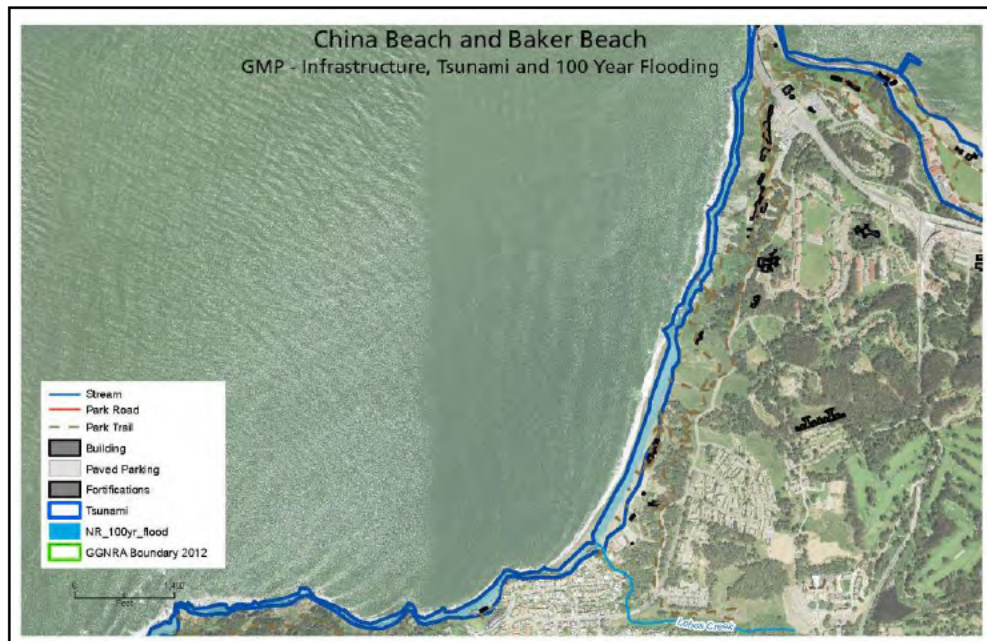 China Beach and Baker Beach
GMP - Infrastructure, Tsunami and 100 Year Flooding
Stream
Park Road
Park Trail
Building
Paved Parking
Fortifications
Tsunami
NR_100yr_flood
GGNRA Boundary 2012
0
Feet
Lobos Creek